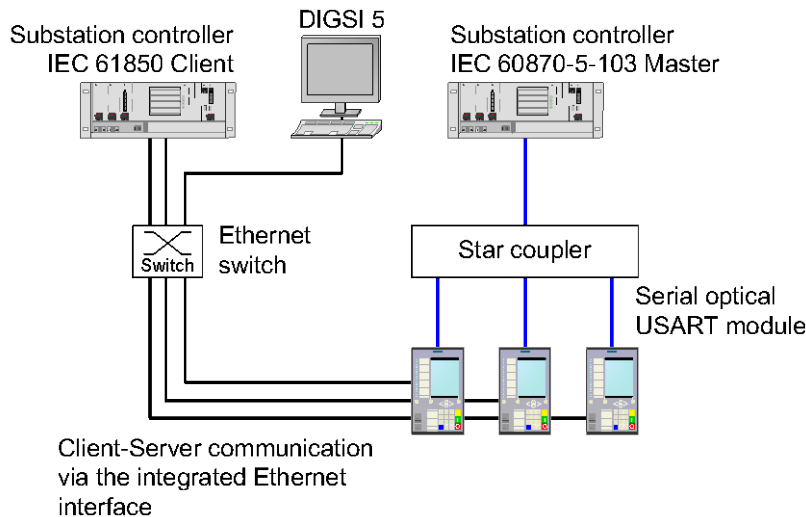 Substation controller
IEC 61850 Client
DIGSI 5
Substation controller
IEC 60870-5-103 Master
Switch
Ethernet
switch
Star coupler
Serial optical
USART module
Client-Server communication
via the integrated Ethernet
interface